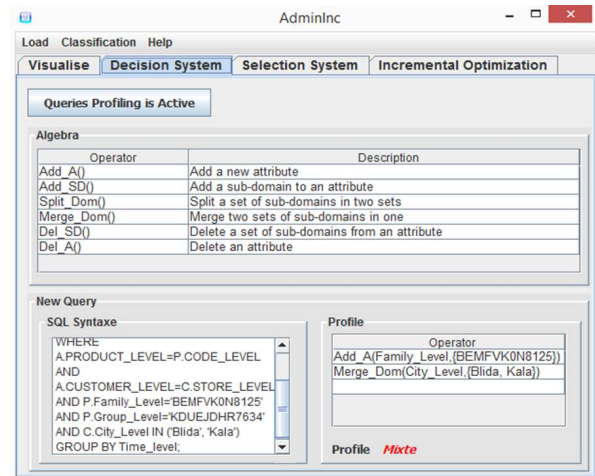 AdminInc
Load Classification Help
Visualise Decision System Selection System Incremental Optimization
Queries Profiling is Active
Algebra
Operator Description
Add_A() Add a new attribute
Add_SD() Add a sub-domain to an attribute
Split_Dom() Split a set of sub-domains in two sets
Merge_Dom() Merge two sets of sub-domains in one
Del_SD() Delete a set of sub-domains from an attribute
Del_A() Delete an attribute
New Query
SQL Syntaxe
WHERE
A.PRODUCT_LEVEL=P.CODE_LEVEL
AND
A.CUSTOMER_LEVEL=C.STORE_LEVEL
AND P.Family_Level='BEMFVK0N8125'
AND P.Group_Level='KDUEJDHR7634'
AND C.City_Level IN ('Blida', 'Kala')
GROUP BY Time_level;
Profile
Operator
Add_A(Family_Level,{BEMFVK0N8125})
Merge_Dom(City_Level,{Blida, Kala})
Profile Mixte